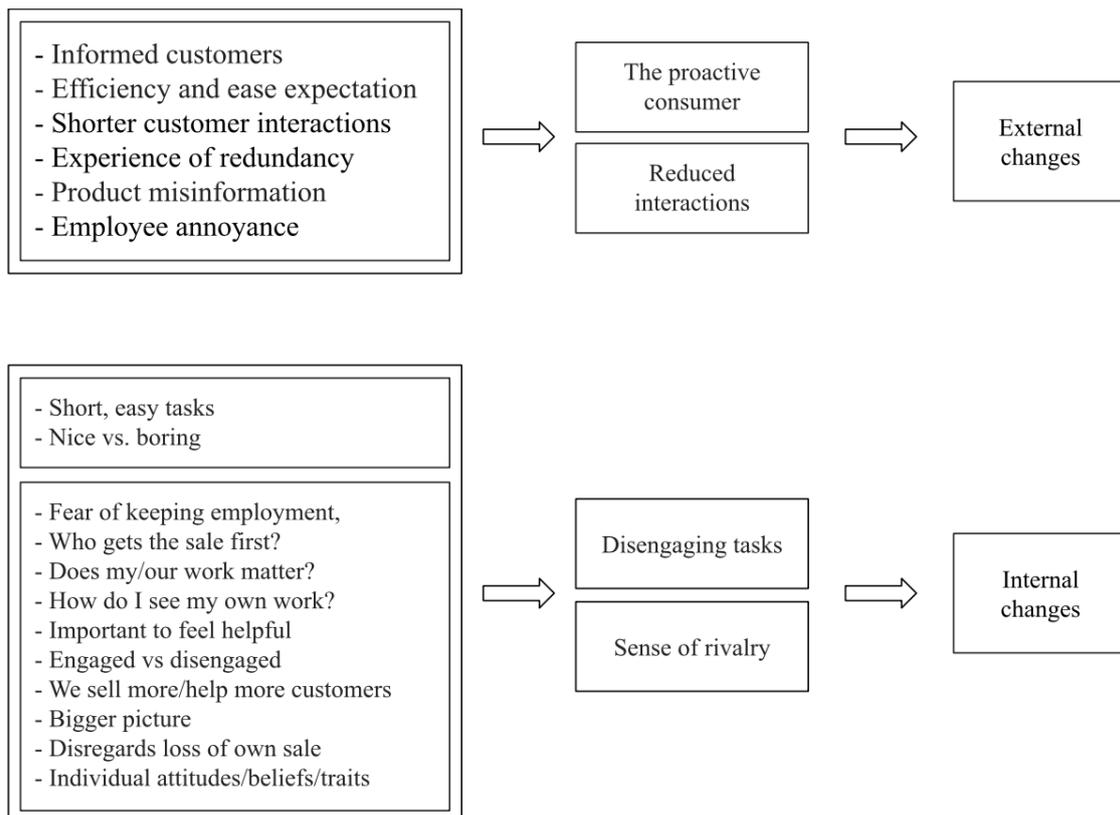 - Informed customers
- Efficiency and ease expectation
- Shorter customer interactions
- Experience of redundancy
- Product misinformation
- Employee annoyance
The proactive
consumer
Reduced
interactions
External
changes
- Short, easy tasks
- Nice vs. boring
- Fear of keeping employment,
- Who gets the sale first?
- Does my/our work matter?
- How do I see my own work?
- Important to feel helpful
- Engaged vs disengaged
- We sell more/help more customers
- Bigger picture
- Disregards loss of own sale
- Individual attitudes/beliefs/traits
Disengaging tasks
Sense of rivalry
Internal
changes